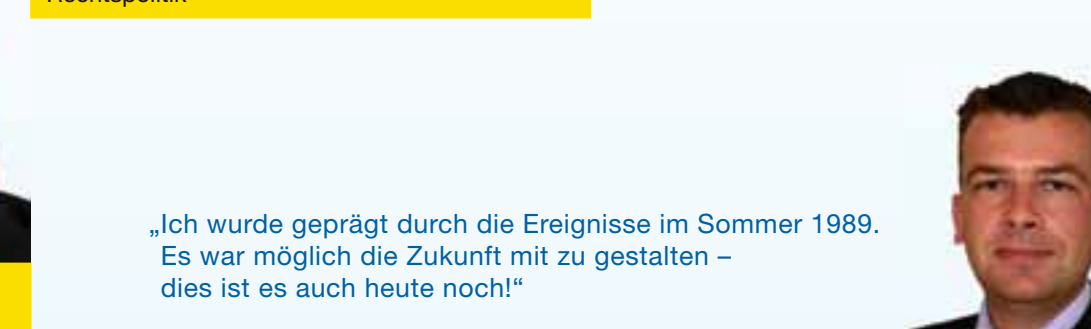 Rechtspolitik
„Ich wurde geprägt durch die Ereignisse im Sommer 1989.
Es war möglich die Zukunft mit zu gestalten –
dies ist es auch heute noch!“